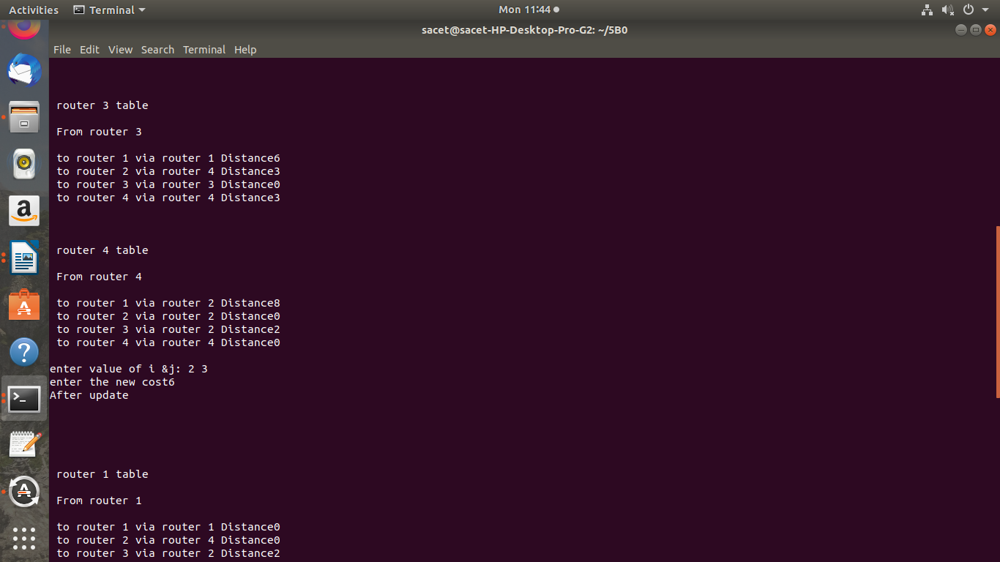 Activities Terminal Mon 11:44
sacet@sacet-HP-Desktop-Pro-G2: ~/5B0
File Edit View Search Terminal Help
router 3 table
From router 3
to router 1 via router 1 Distance6
to router 2 via router 4 Distance3
to router 3 via router 3 Distance0
to router 4 via router 4 Distance3
router 4 table
From router 4
to router 1 via router 2 Distance8
to router 2 via router 2 Distance0
to router 3 via router 2 Distance2
to router 4 via router 4 Distance0
enter value of i &j: 2 3
enter the new cost6
After update
router 1 table
From router 1
to router 1 via router 1 Distance0
to router 2 via router 4 Distance0
to router 3 via router 2 Distance2